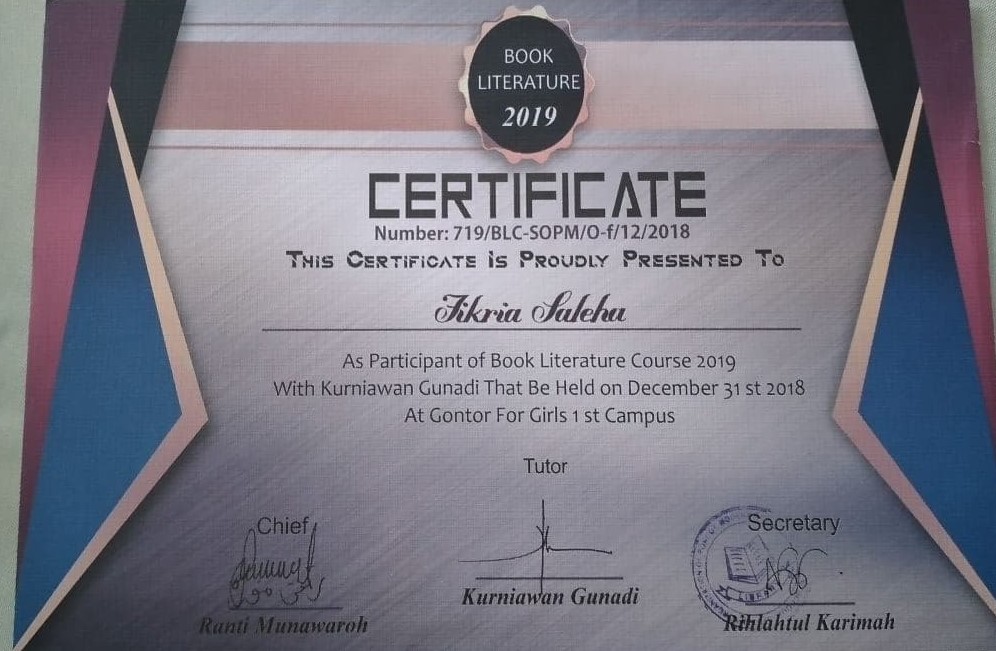 BOOK
LITERATURE
2019
CERTIFICATE
Number: 719/BLC-SOPM/O-f/12/2018
THIS CERTIFICATE IS PROUDLY PRESENTED TO
Fikria Saleha
As Participant of Book Literature Course 2019
With Kurniawan Gunadi That Be Held on December 31 st 2018
At Gontor For Girls 1 st Campus
Tutor
Chief
Secretary
Kurniawan Gunadi
Ranti Munawaroh
Rihlahtul Karimah